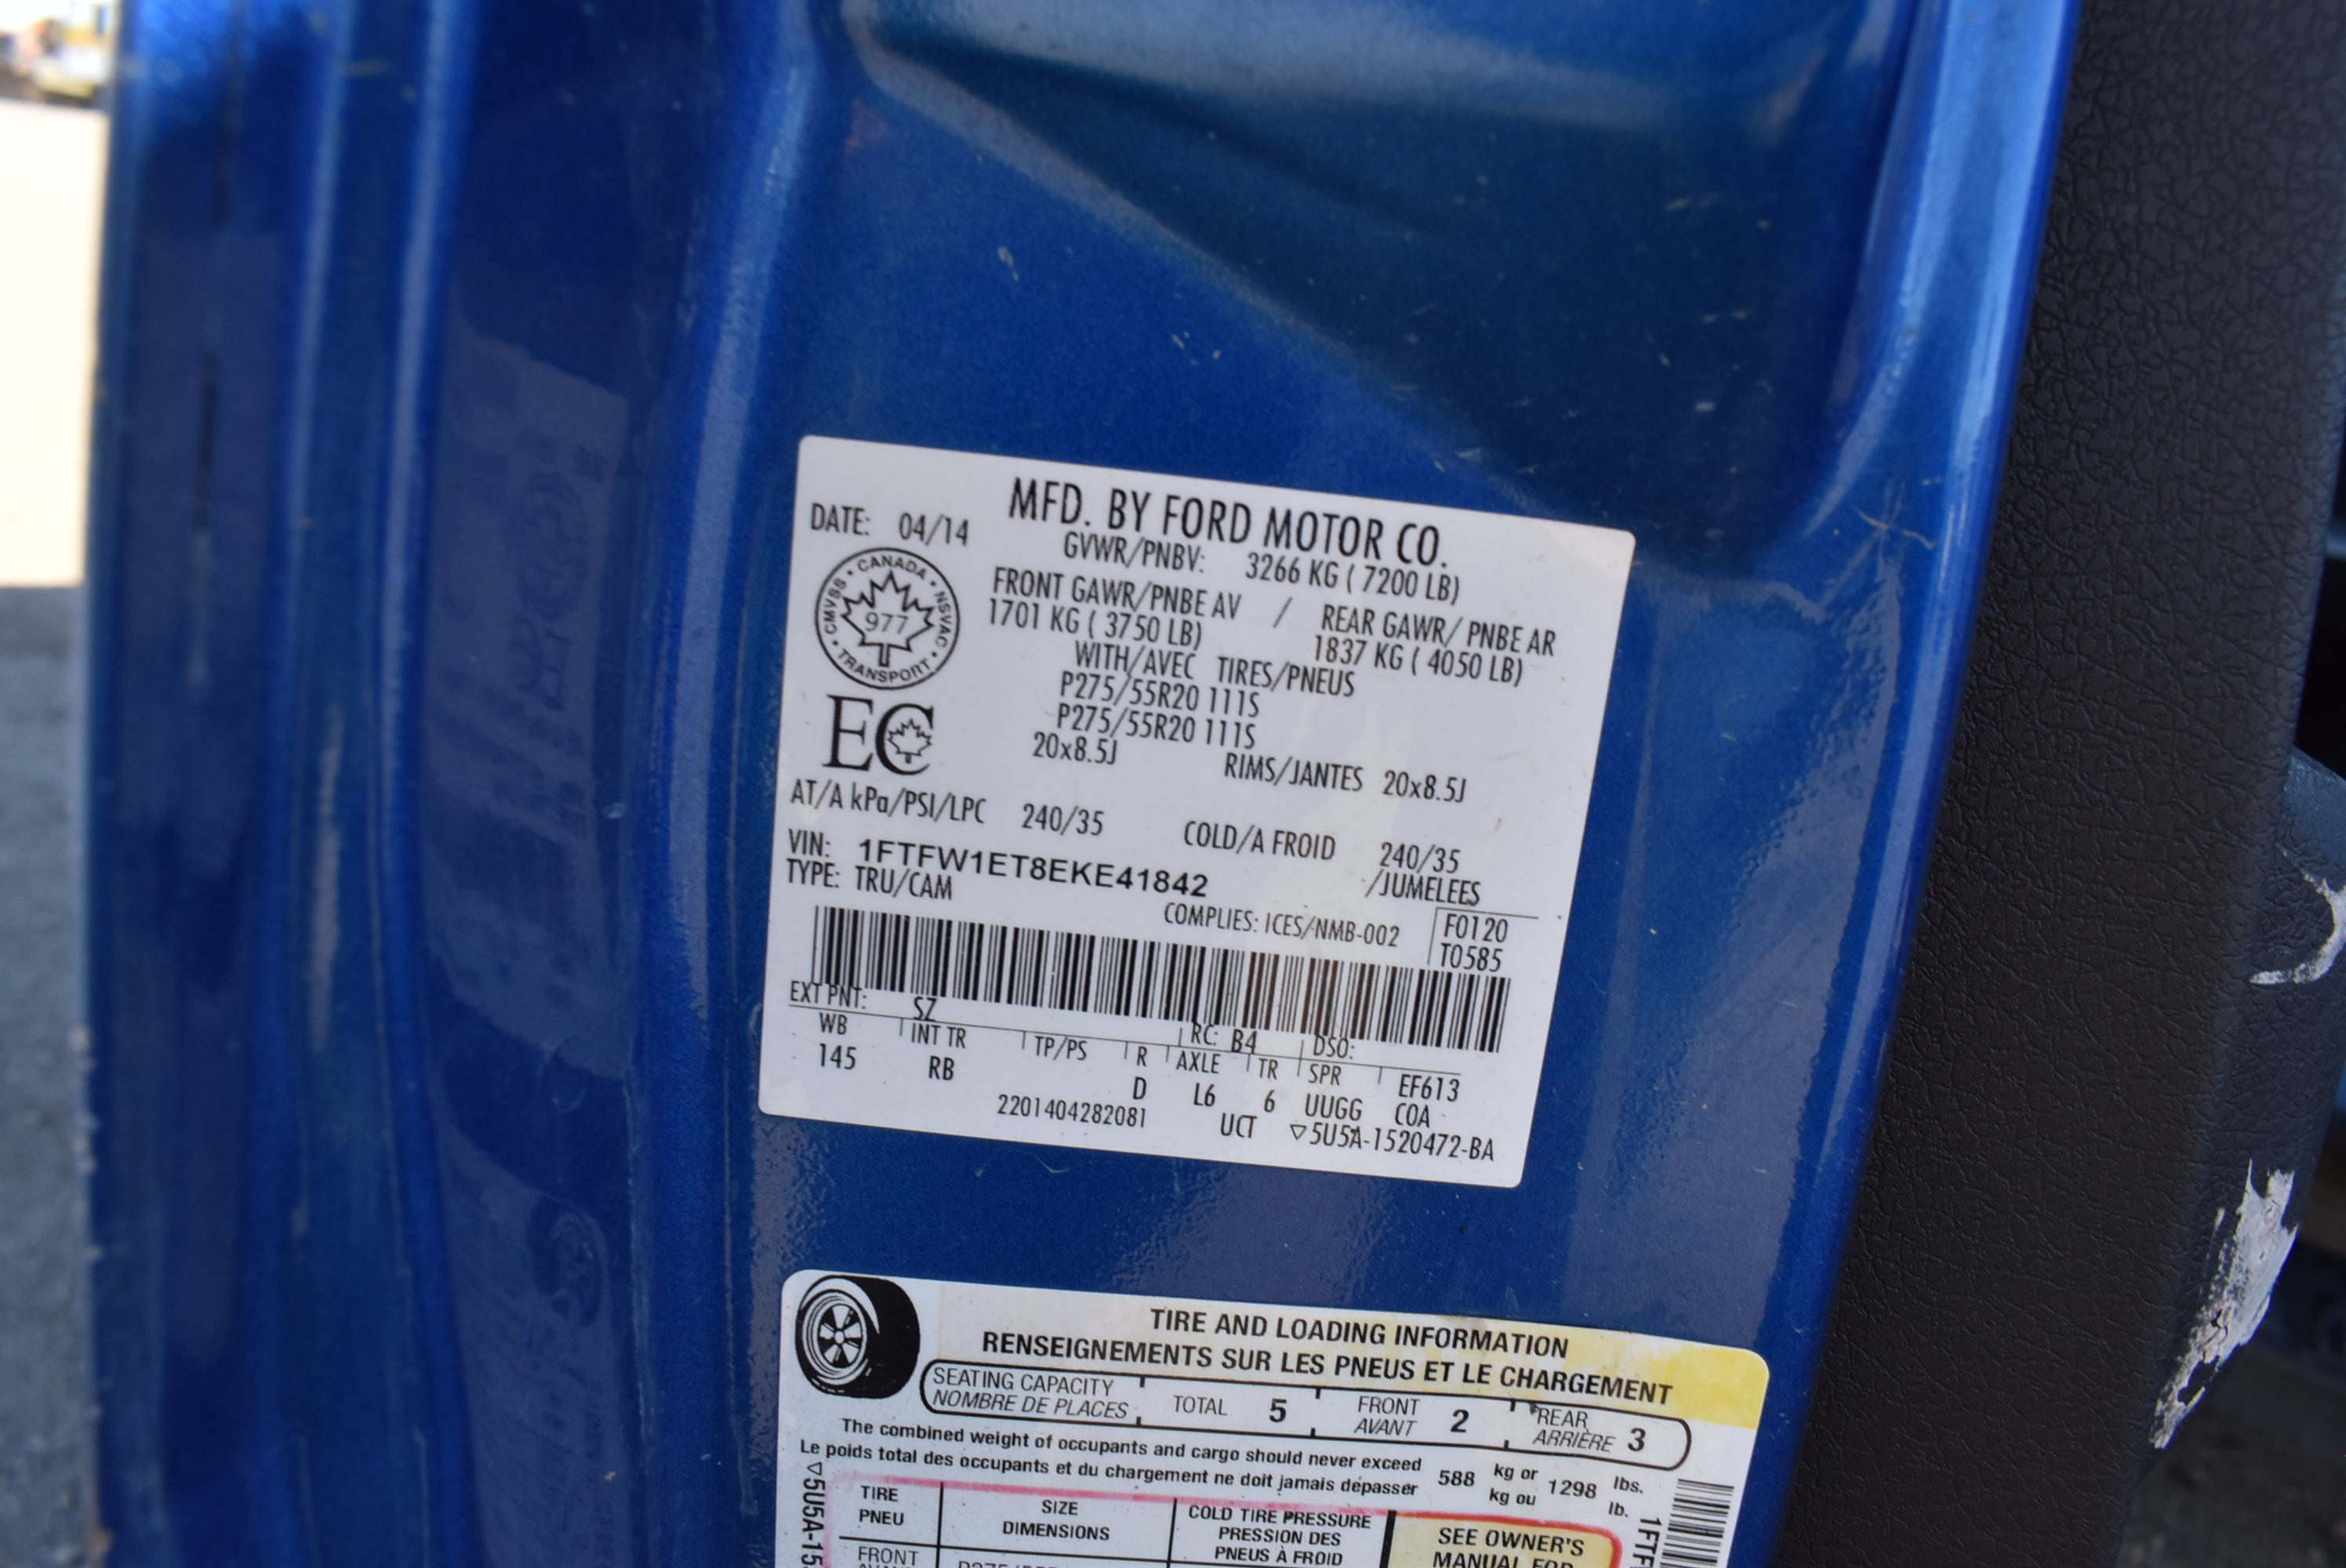 MFD. BY FORD MOTOR CO.
DATE: 04/14
GVWR/PNBV: 3266 KG ( 7200 LB)
FRONT GAWR/PNBE AV / REAR GAWR/ PNBE AR
1701 KG ( 3750 LB) 1837 KG ( 4050 LB)
WITH/AVEC TIRES/PNEUS
P275/55R20 111S
P275/55R20 111S
20x8.5J RIMS/JANTES 20x8.5J
CANADA
CMVSS NSVAC
977
TRANSPORT
EC
AT/A kPa/PSI/LPC 240/35 COLD/A FROID 240/35
VIN: 1FTFW1ET8EKE41842 /JUMELEES
TYPE: TRU/CAM
COMPLIES: ICES/NMB-002 F0120
T0585
EXT PNT: SZ RC: B4 DSO:
WB INT TR TP/PS R AXLE TR SPR EF613
145 RB D L6 6 UUGG COA
2201404282081 UCT ▽5U5A-1520472-BA
TIRE AND LOADING INFORMATION
RENSEIGNEMENTS SUR LES PNEUS ET LE CHARGEMENT
SEATING CAPACITY TOTAL 5 FRONT 2 REAR 3
NOMBRE DE PLACES AVANT ARRIÈRE
The combined weight of occupants and cargo should never exceed 588 kg or 1298 lbs.
Le poids total des occupants et du chargement ne doit jamais dépasser kg ou lb.
TIRE SIZE COLD TIRE PRESSURE SEE OWNER'S
PNEU DIMENSIONS PRESSION DES MANUAL FOR
PNEUS À FROID
FRONT
▽5U5A-15
1FTF